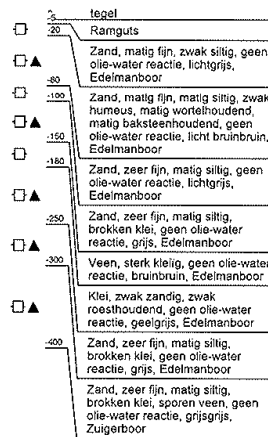 0 tegel
-5
-20 Ramguts
Zand, matig fijn, zwak siltig, geen
olie-water reactie, lichtgrijs,
Edelmanboor
-80
-100 Zand, matig fijn, matig siltig, zwak
humeus, matig wortelhoudend,
matig baksteenhoudend, geen
olie-water reactie, licht bruinbruin,
-150 Edelmanboor
Zand, zeer fijn, matig siltig, geen
-180 olie-water reactie, lichtgrijs,
Edelmanboor
-250 Zand, zeer fijn, matig siltig,
brokken klei, geen olie-water
reactie, grijs, Edelmanboor
-300 Veen, sterk kleiig, geen olie-water
reactie, bruinbruin, Edelmanboor
Klei, zwak zandig, zwak
roesthoudend, geen olie-water
reactie, geelgrijs, Edelmanboor
-400 Zand, zeer fijn, matig siltig,
brokken klei, geen olie-water
reactie, grijs, Edelmanboor
Zand, zeer fijn, matig siltig,
brokken klei, sporen veen, geen
olie-water reactie, grijsgrijs,
Zuigerboor